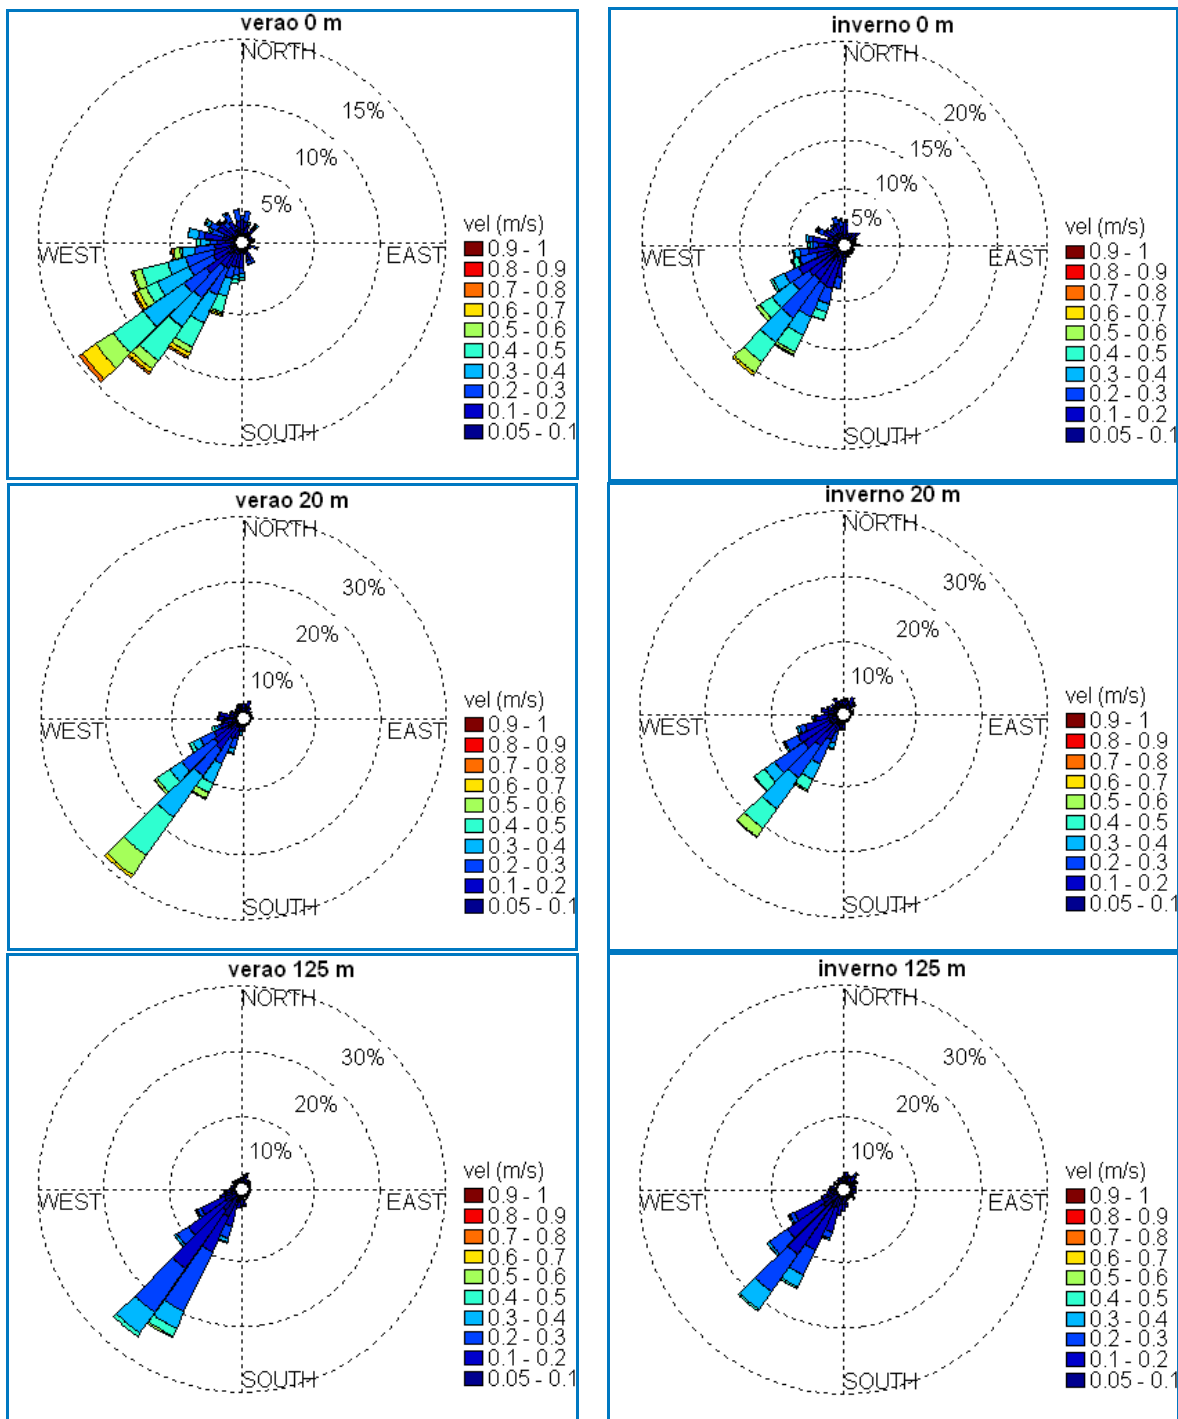 verao 0 m
NORTH
15%
10%
5%
WEST
EAST
SOUTH
vel (m/s)
0.9 - 1
0.8 - 0.9
0.7 - 0.8
0.6 - 0.7
0.5 - 0.6
0.4 - 0.5
0.3 - 0.4
0.2 - 0.3
0.1 - 0.2
0.05 - 0.1
inverno 0 m
NORTH
20%
15%
10%
5%
WEST
EAST
SOUTH
vel (m/s)
0.9 - 1
0.8 - 0.9
0.7 - 0.8
0.6 - 0.7
0.5 - 0.6
0.4 - 0.5
0.3 - 0.4
0.2 - 0.3
0.1 - 0.2
0.05 - 0.1
verao 20 m
NORTH
30%
20%
10%
WEST
EAST
SOUTH
vel (m/s)
0.9 - 1
0.8 - 0.9
0.7 - 0.8
0.6 - 0.7
0.5 - 0.6
0.4 - 0.5
0.3 - 0.4
0.2 - 0.3
0.1 - 0.2
0.05 - 0.1
inverno 20 m
NORTH
30%
20%
10%
WEST
EAST
SOUTH
vel (m/s)
0.9 - 1
0.8 - 0.9
0.7 - 0.8
0.6 - 0.7
0.5 - 0.6
0.4 - 0.5
0.3 - 0.4
0.2 - 0.3
0.1 - 0.2
0.05 - 0.1
verao 125 m
NORTH
30%
20%
10%
WEST
EAST
SOUTH
vel (m/s)
0.9 - 1
0.8 - 0.9
0.7 - 0.8
0.6 - 0.7
0.5 - 0.6
0.4 - 0.5
0.3 - 0.4
0.2 - 0.3
0.1 - 0.2
0.05 - 0.1
inverno 125 m
NORTH
30%
20%
10%
WEST
EAST
SOUTH
vel (m/s)
0.9 - 1
0.8 - 0.9
0.7 - 0.8
0.6 - 0.7
0.5 - 0.6
0.4 - 0.5
0.3 - 0.4
0.2 - 0.3
0.1 - 0.2
0.05 - 0.1